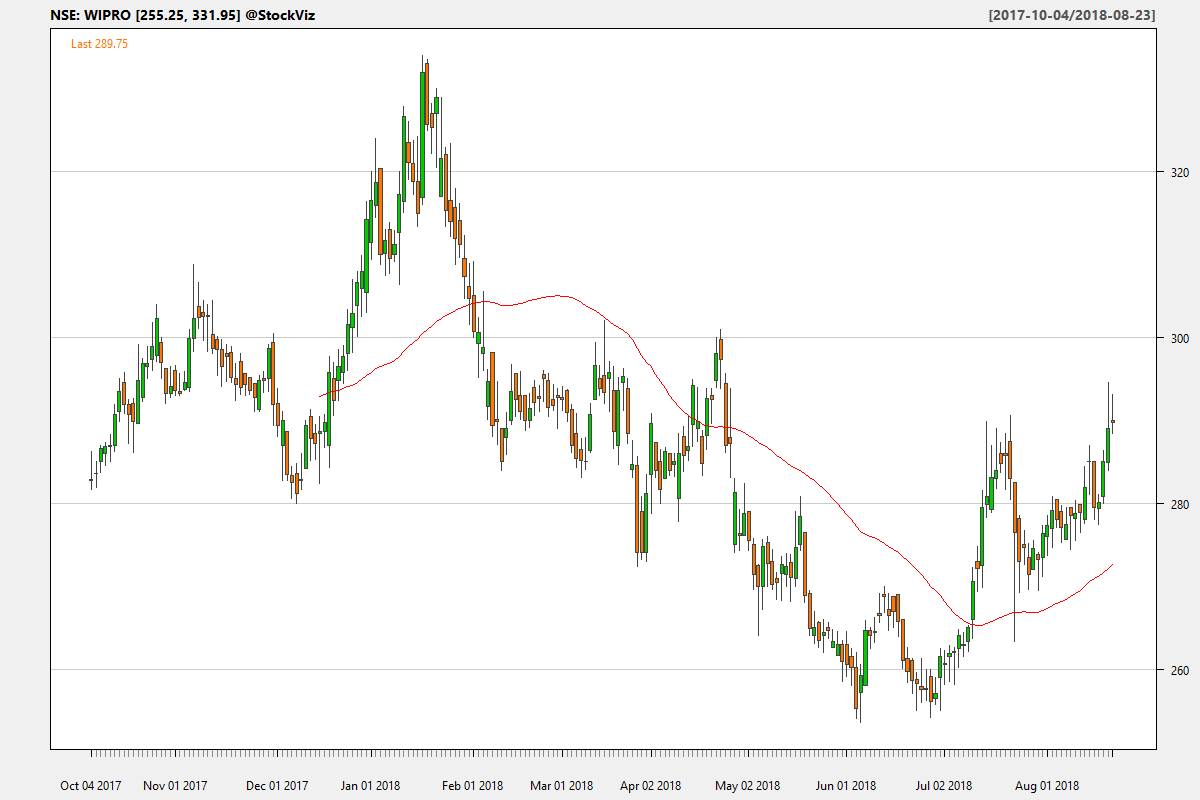 NSE: WIPRO [255.25, 331.95] @StockViz
[2017-10-04/2018-08-23]
Last 289.75
320
300
280
260
Oct 04 2017
Nov 01 2017
Dec 01 2017
Jan 01 2018
Feb 01 2018
Mar 01 2018
Apr 02 2018
May 02 2018
Jun 01 2018
Jul 02 2018
Aug 01 2018